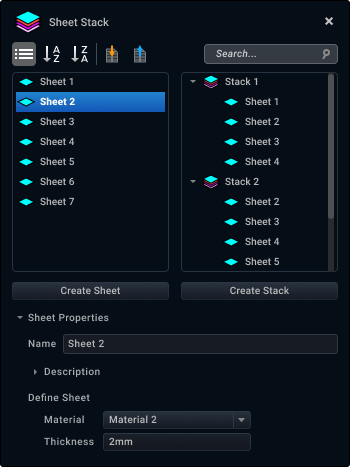 Sheet Stack
A
Z
Z
A
Search...
Sheet 1
Sheet 2
Sheet 3
Sheet 4
Sheet 5
Sheet 6
Sheet 7
Stack 1
Sheet 1
Sheet 2
Sheet 3
Sheet 4
Stack 2
Sheet 2
Sheet 3
Sheet 4
Sheet 5
Create Sheet
Create Stack
Sheet Properties
Name Sheet 2
Description
Define Sheet
Material Material 2
Thickness 2mm